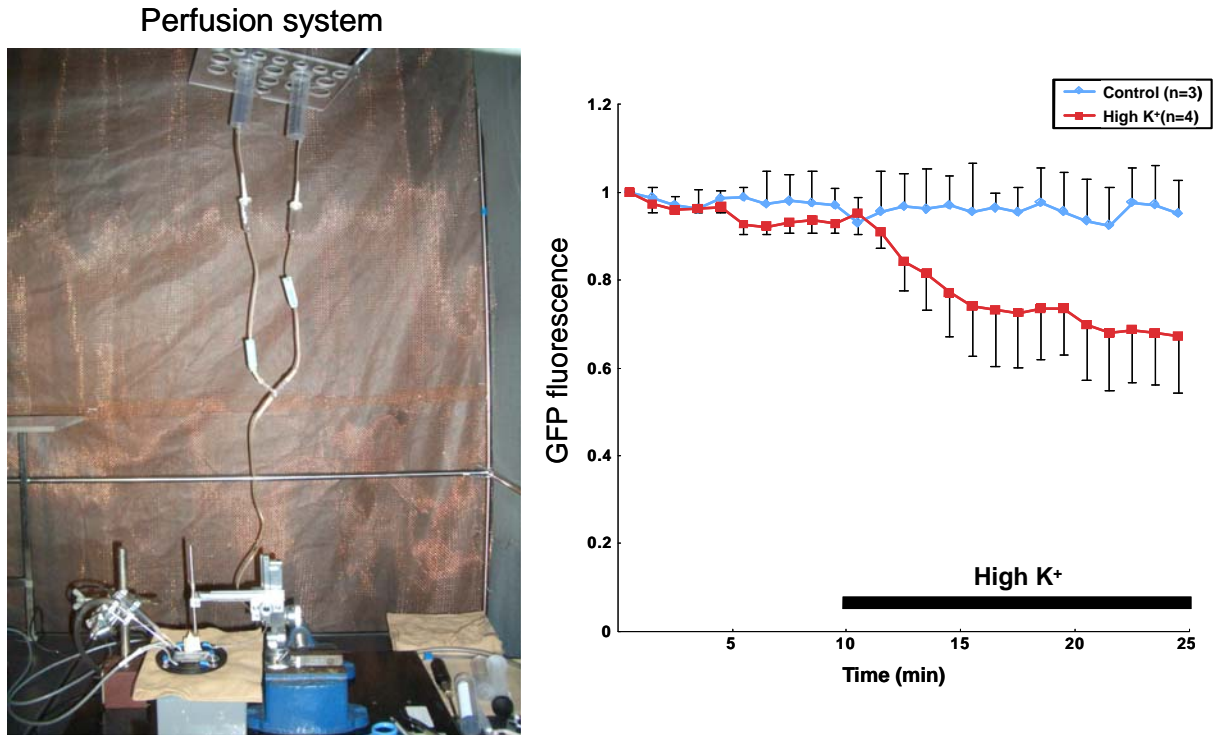 Perfusion system
Control (n=3)
High K⁺(n=4)
1.2
1
0.8
0.6
0.4
0.2
0
GFP fluorescence
High K⁺
5
10
15
20
25
Time (min)